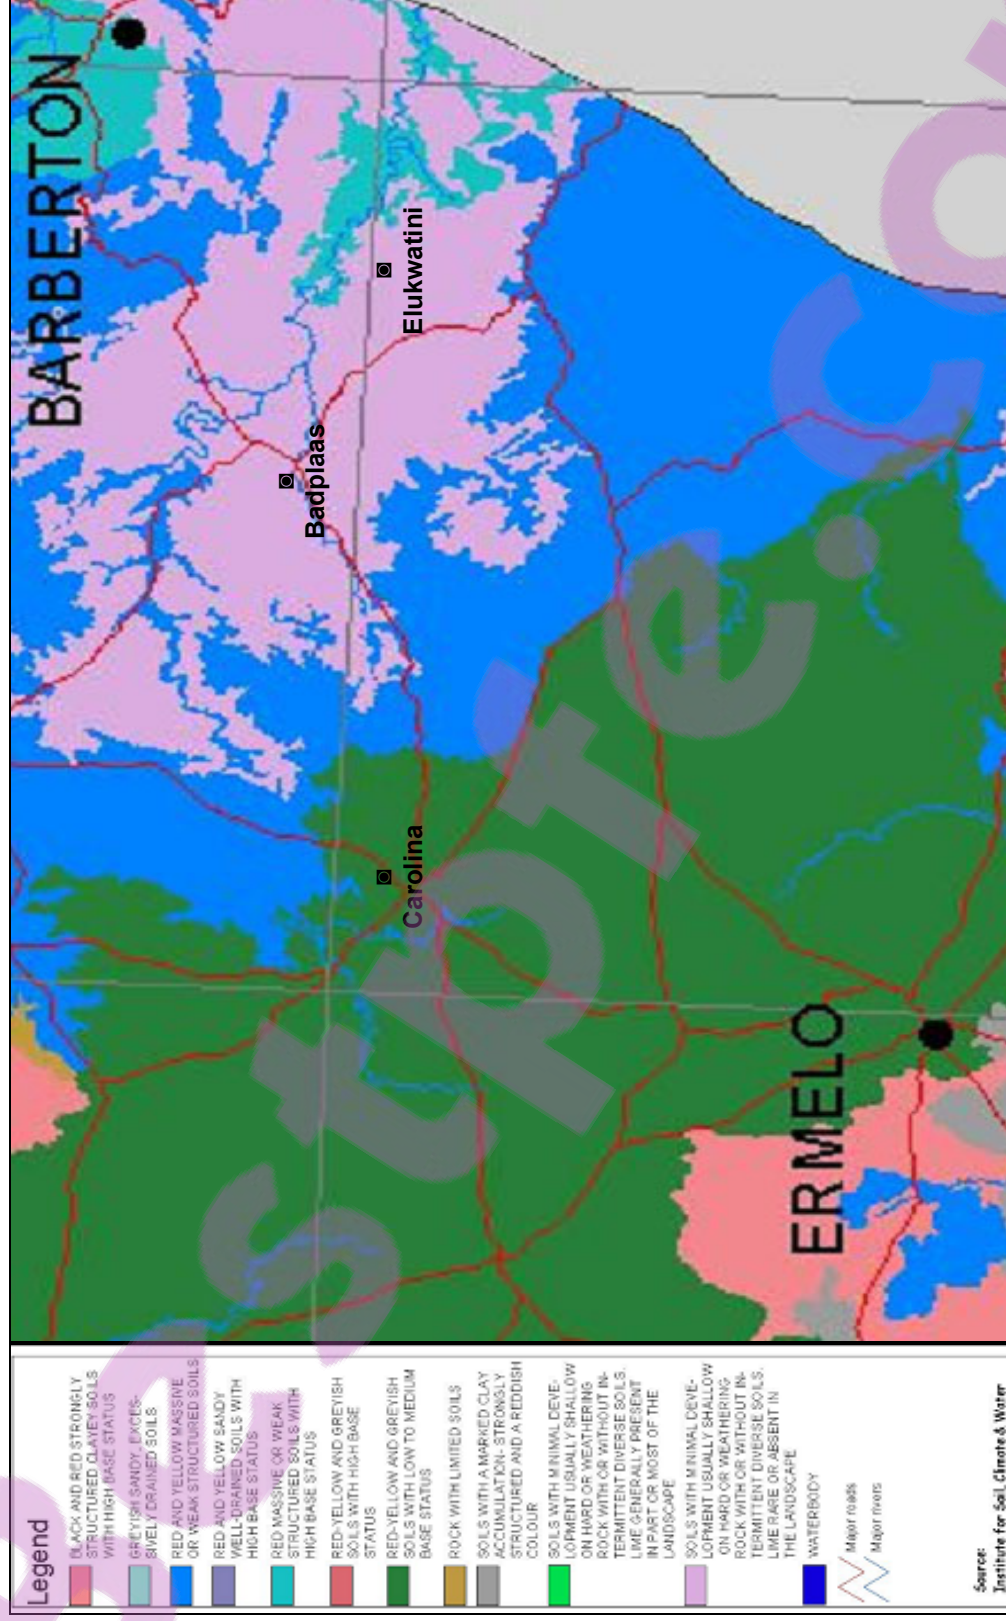 BARBERTON
Elukwatini
Badplaas
Carolina
ERMELO
Legend
BLACK AND RED STRONGLY
STRUCTURED CLAYEY SOILS
WITH HIGH BASE STATUS
GREYISH SANDY, EXCES-
SIVELY DRAINED SOILS
RED AND YELLOW MASSIVE
OR WEAK STRUCTURED SOILS
RED AND YELLOW SANDY
WELL-DRAINED SOILS WITH
HIGH BASE STATUS
RED MASSIVE OR WEAK
STRUCTURED SOILS WITH
HIGH BASE STATUS
RED-YELLOW AND GREYISH
SOILS WITH HIGH BASE
STATUS
RED-YELLOW AND GREYISH
SOILS WITH LOW TO MEDIUM
BASE STATUS
ROCK WITH LIMITED SOILS
SOILS WITH A MARKED CLAY
ACCUMULATION- STRONGLY
STRUCTURED AND A REDDISH
COLOUR
SOILS WITH MINIMAL DEVE-
LOPMENT USUALLY SHALLOW
ON HARD OR WEATHERING
ROCK WITH OR WITHOUT IN-
TERMITTENT DIVERSE SOILS.
LIME GENERALLY PRESENT
IN PART OR MOST OF THE
LANDSCAPE
SOILS WITH MINIMAL DEVE-
LOPMENT USUALLY SHALLOW
ON HARD OR WEATHERING
ROCK WITH OR WITHOUT IN-
TERMITTENT DIVERSE SOILS.
LIME RARE OR ABSENT IN
THE LANDSCAPE
WATERBODY
Major roads
Major rivers
Source:
Institute for Soil, Climate & Water